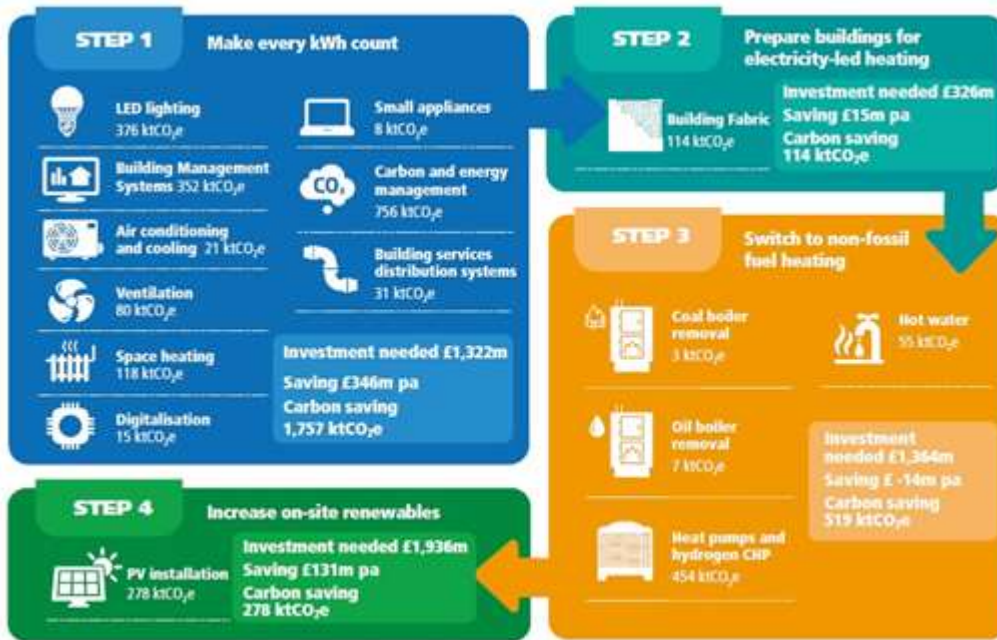 STEP 1
Make every kWh count
LED lighting
376 ktCO₂e
Building Management
Systems 352 ktCO₂e
Air conditioning
and cooling 21 ktCO₂e
Ventilation
80 ktCO₂e
Space heating
118 ktCO₂e
Digitalisation
15 ktCO₂e
Small appliances
8 ktCO₂e
CO₂
Carbon and energy
management
756 ktCO₂e
Building services
distribution systems
31 ktCO₂e
Investment needed £1,322m
Saving £346m pa
Carbon saving
1,757 ktCO₂e
STEP 2
Prepare buildings for
electricity-led heating
Building Fabric
114 ktCO₂e
Investment needed £326m
Saving £15m pa
Carbon saving
114 ktCO₂e
STEP 3
Switch to non-fossil
fuel heating
Coal boiler
removal
3 ktCO₂e
Oil boiler
removal
7 ktCO₂e
Heat pumps and
hydrogen CHP
454 ktCO₂e
Hot water
55 ktCO₂e
Investment
needed £1,364m
Saving £ -14m pa
Carbon saving
519 ktCO₂e
STEP 4
Increase on-site renewables
PV installation
278 ktCO₂e
Investment needed £1,936m
Saving £131m pa
Carbon saving
278 ktCO₂e